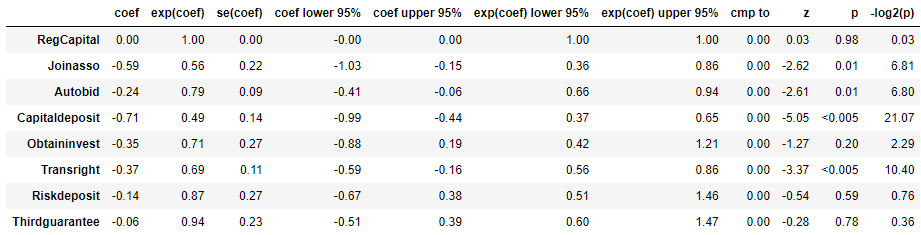 coef exp(coef) se(coef) coef lower 95% coef upper 95% exp(coef) lower 95% exp(coef) upper 95% cmp to z p -log2(p)
RegCapital 0.00 1.00 0.00 -0.00 0.00 1.00 1.00 0.00 0.03 0.98 0.03
Joinasso -0.59 0.56 0.22 -1.03 -0.15 0.36 0.86 0.00 -2.62 0.01 6.81
Autobid -0.24 0.79 0.09 -0.41 -0.06 0.66 0.94 0.00 -2.61 0.01 6.80
Capitaldeposit -0.71 0.49 0.14 -0.99 -0.44 0.37 0.65 0.00 -5.05 <0.005 21.07
Obtaininvest -0.35 0.71 0.27 -0.88 0.19 0.42 1.21 0.00 -1.27 0.20 2.29
Transright -0.37 0.69 0.11 -0.59 -0.16 0.56 0.86 0.00 -3.37 <0.005 10.40
Riskdeposit -0.14 0.87 0.27 -0.67 0.38 0.51 1.46 0.00 -0.54 0.59 0.76
Thirdguarantee -0.06 0.94 0.23 -0.51 0.39 0.60 1.47 0.00 -0.28 0.78 0.36